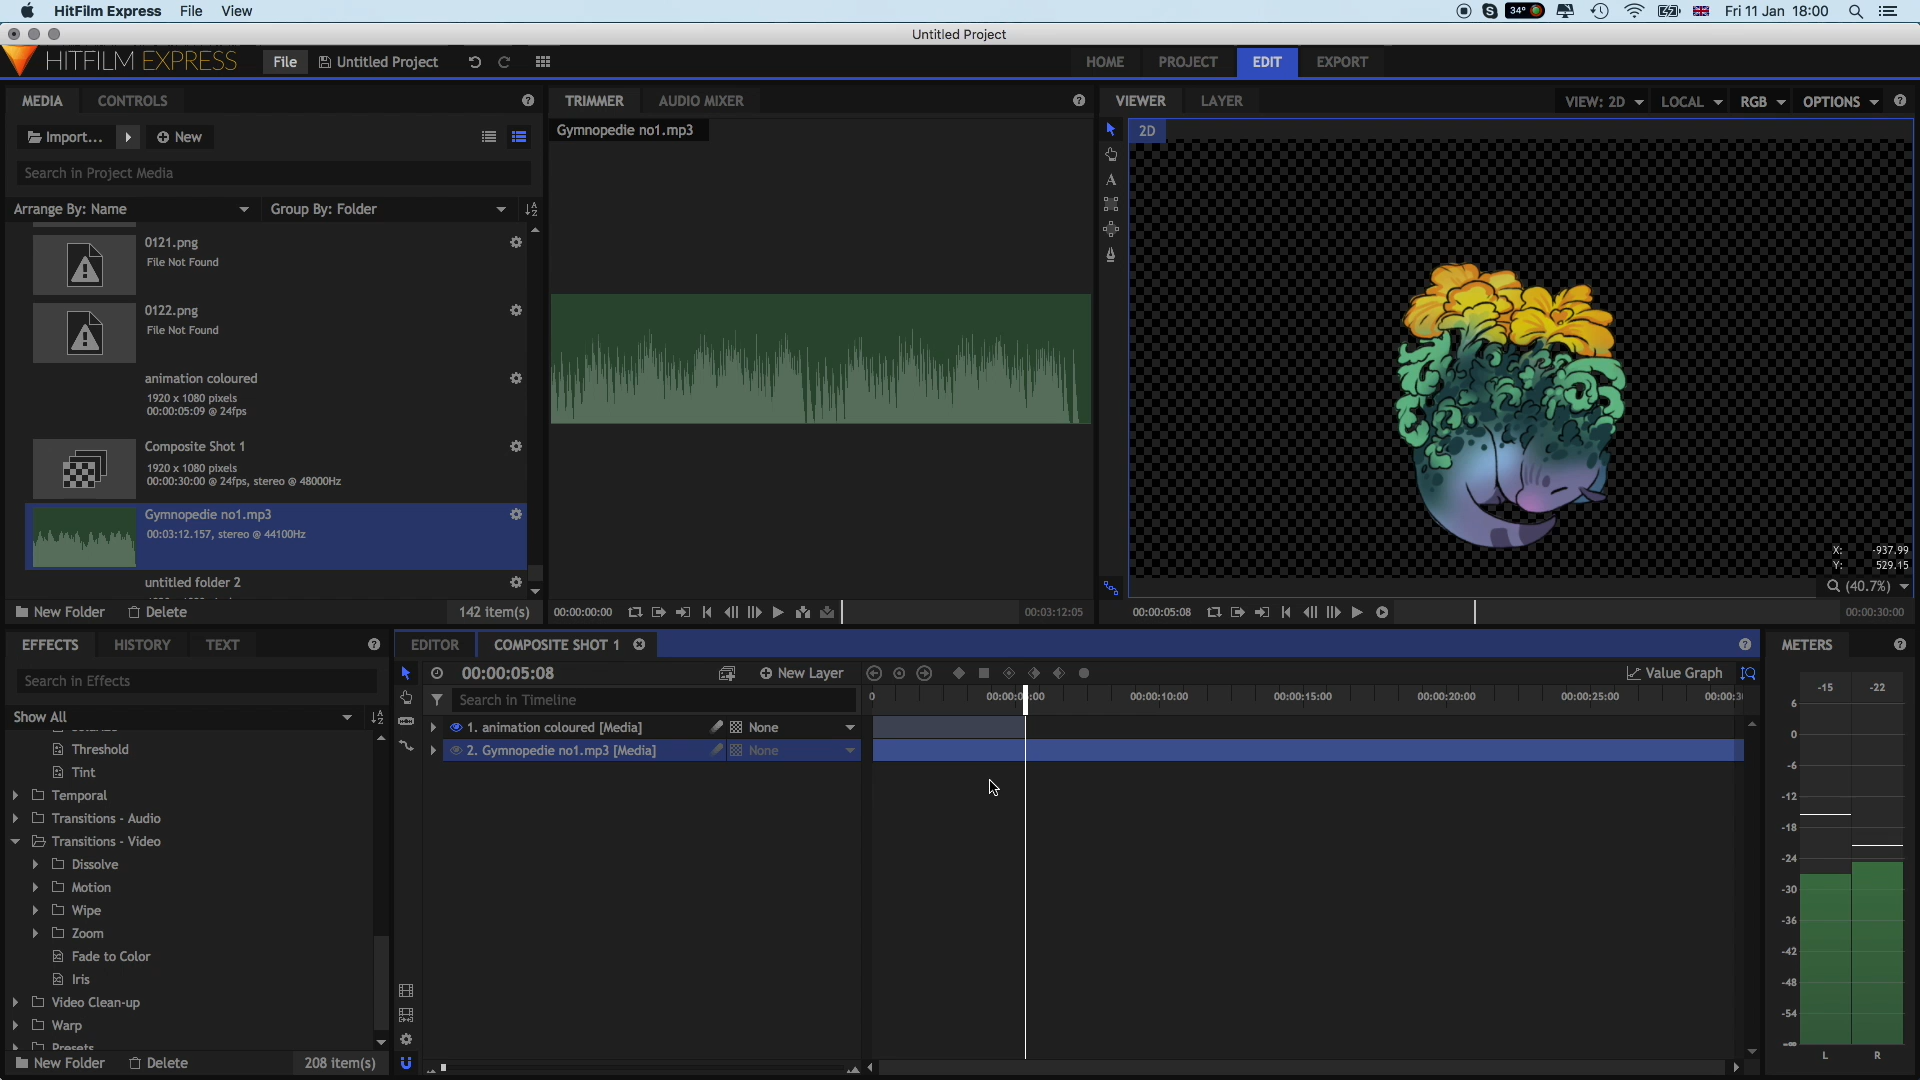 HitFilm Express File View
34° Fri 11 Jan 18:00
Untitled Project
HITFILM EXPRESS File Untitled Project HOME PROJECT EDIT EXPORT
MEDIA CONTROLS
Import... New
Search in Project Media
Arrange By: Name Group By: Folder
0121.png
File Not Found
0122.png
File Not Found
animation coloured
1920 x 1080 pixels
00:00:05:09 @ 24fps
Composite Shot 1
1920 x 1080 pixels
00:00:30:00 @ 24fps, stereo @ 48000Hz
Gymnopedie no1.mp3
00:03:12.157, stereo @ 44100Hz
untitled folder 2
New Folder Delete 142 item(s)
TRIMMER AUDIO MIXER
Gymnopedie no1.mp3
00:00:00:00 00:03:12:05
VIEWER LAYER VIEW: 2D LOCAL RGB OPTIONS
2D
A
X: -937.99
Y: 529.15
(40.7%)
00:00:05:08 00:00:30:00
EFFECTS HISTORY TEXT
Search in Effects
Show All
Threshold
Tint
Temporal
Transitions - Audio
Transitions - Video
Dissolve
Motion
Wipe
Zoom
Fade to Color
Iris
Video Clean-up
Warp
Presets
New Folder Delete 208 item(s)
EDITOR COMPOSITE SHOT 1
00:00:05:08 New Layer Value Graph
Search in Timeline
0 00:00:10:00 00:00:15:00 00:00:20:00 00:00:25:00
1. animation coloured [Media] None
2. Gymnopedie no1.mp3 [Media] None
METERS
-15 -22
6
0
-6
-12
-18
-24
-30
-36
-42
-48
-54
-∞
L R